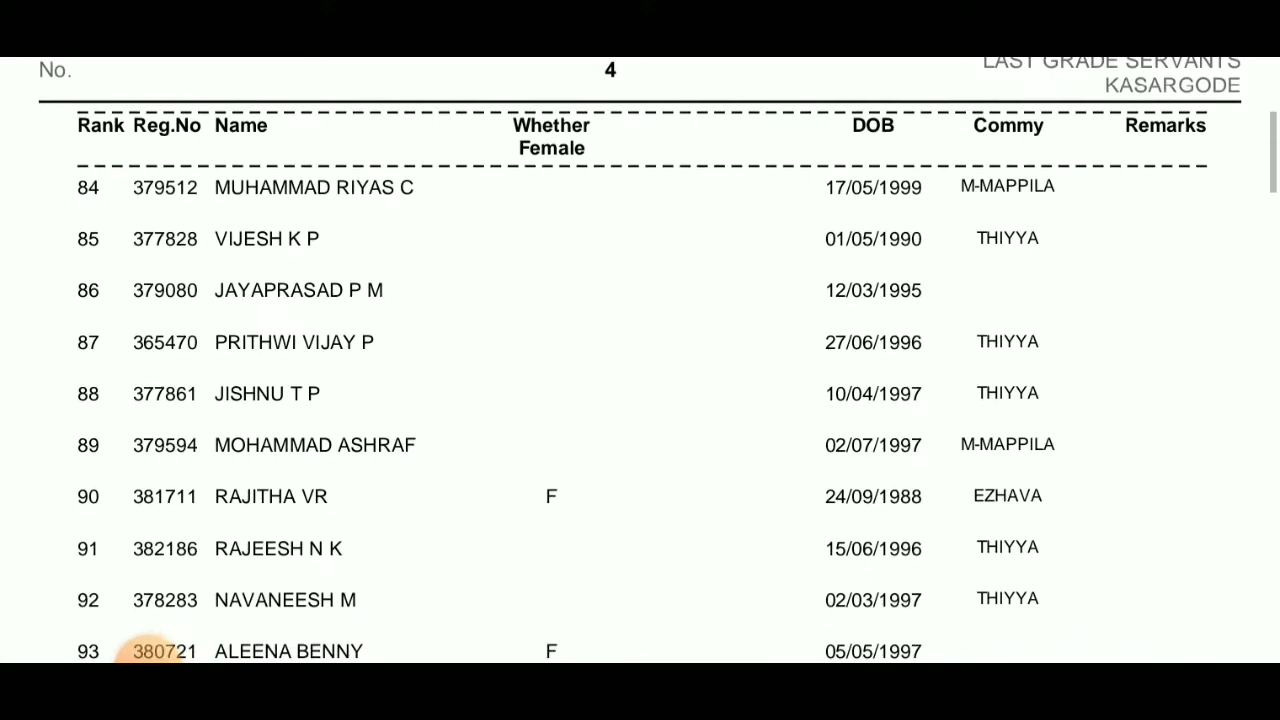 No. 4 LAST GRADE SERVANTS
KASARGODE
Rank Reg.No Name Whether Female DOB Commy Remarks
84 379512 MUHAMMAD RIYAS C 17/05/1999 M-MAPPILA
85 377828 VIJESH K P 01/05/1990 THIYYA
86 379080 JAYAPRASAD P M 12/03/1995
87 365470 PRITHWI VIJAY P 27/06/1996 THIYYA
88 377861 JISHNU T P 10/04/1997 THIYYA
89 379594 MOHAMMAD ASHRAF 02/07/1997 M-MAPPILA
90 381711 RAJITHA VR F 24/09/1988 EZHAVA
91 382186 RAJEESH N K 15/06/1996 THIYYA
92 378283 NAVANEESH M 02/03/1997 THIYYA
93 380721 ALEENA BENNY F 05/05/1997